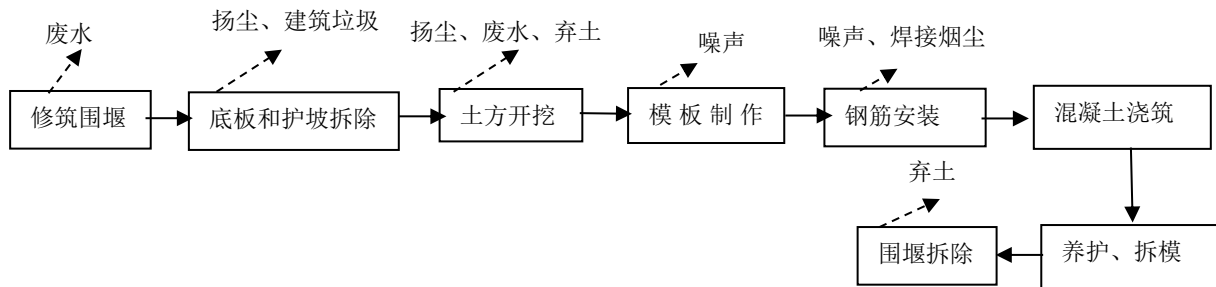 废水
扬尘、建筑垃圾
扬尘、废水、弃土
噪声
噪声、焊接烟尘
修筑围堰
底板和护坡拆除
土方开挖
模 板 制 作
钢筋安装
混凝土浇筑
弃土
围堰拆除
养护、拆模